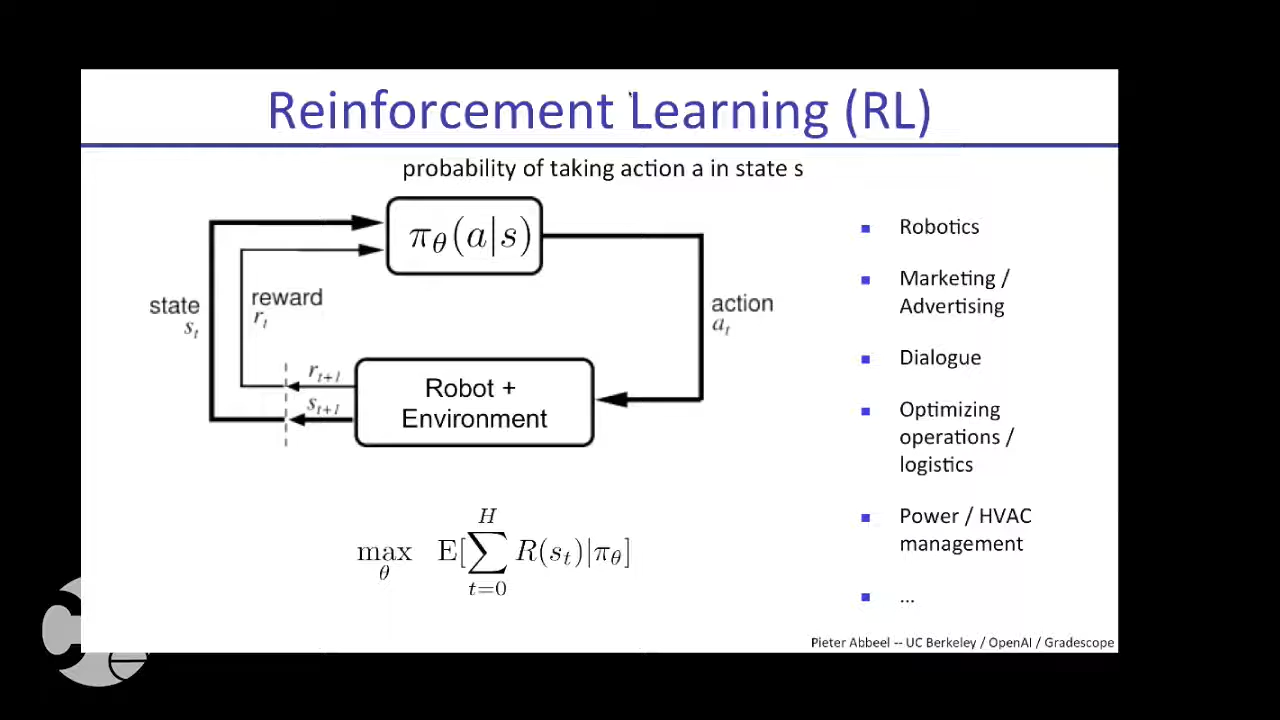 Reinforcement Learning (RL)
probability of taking action a in state s
π_θ(a|s)
state
s_t
reward
r_t
action
a_t
r_{t+1}
s_{t+1}
Robot +
Environment
max_θ E[∑_{t=0}^{H} R(s_t)|π_θ]
Robotics
Marketing /
Advertising
Dialogue
Optimizing
operations /
logistics
Power / HVAC
management
...
Pieter Abbeel -- UC Berkeley / OpenAI / Gradescope